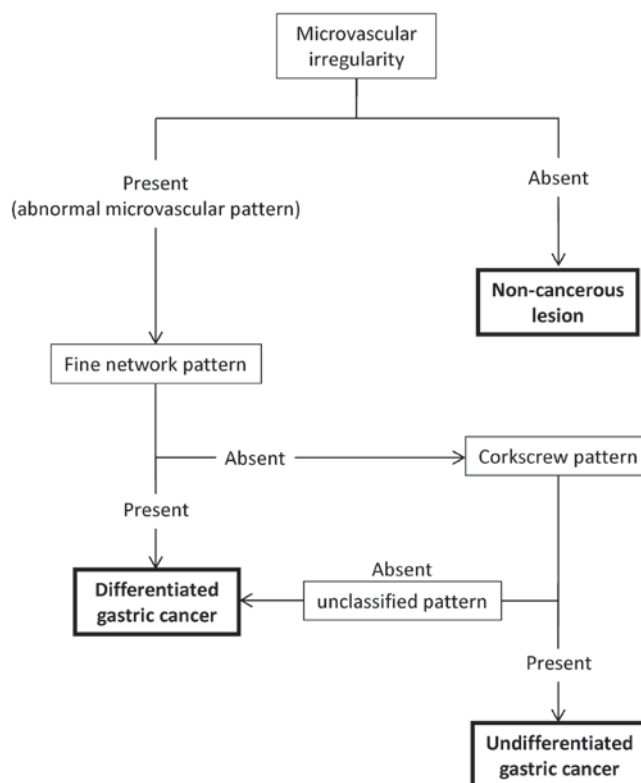 Microvascular
irregularity
Present
(abnormal microvascular pattern)
Absent
Non-cancerous
lesion
Fine network pattern
Absent
Corkscrew pattern
Present
Differentiated
gastric cancer
Absent
unclassified pattern
Present
Undifferentiated
gastric cancer